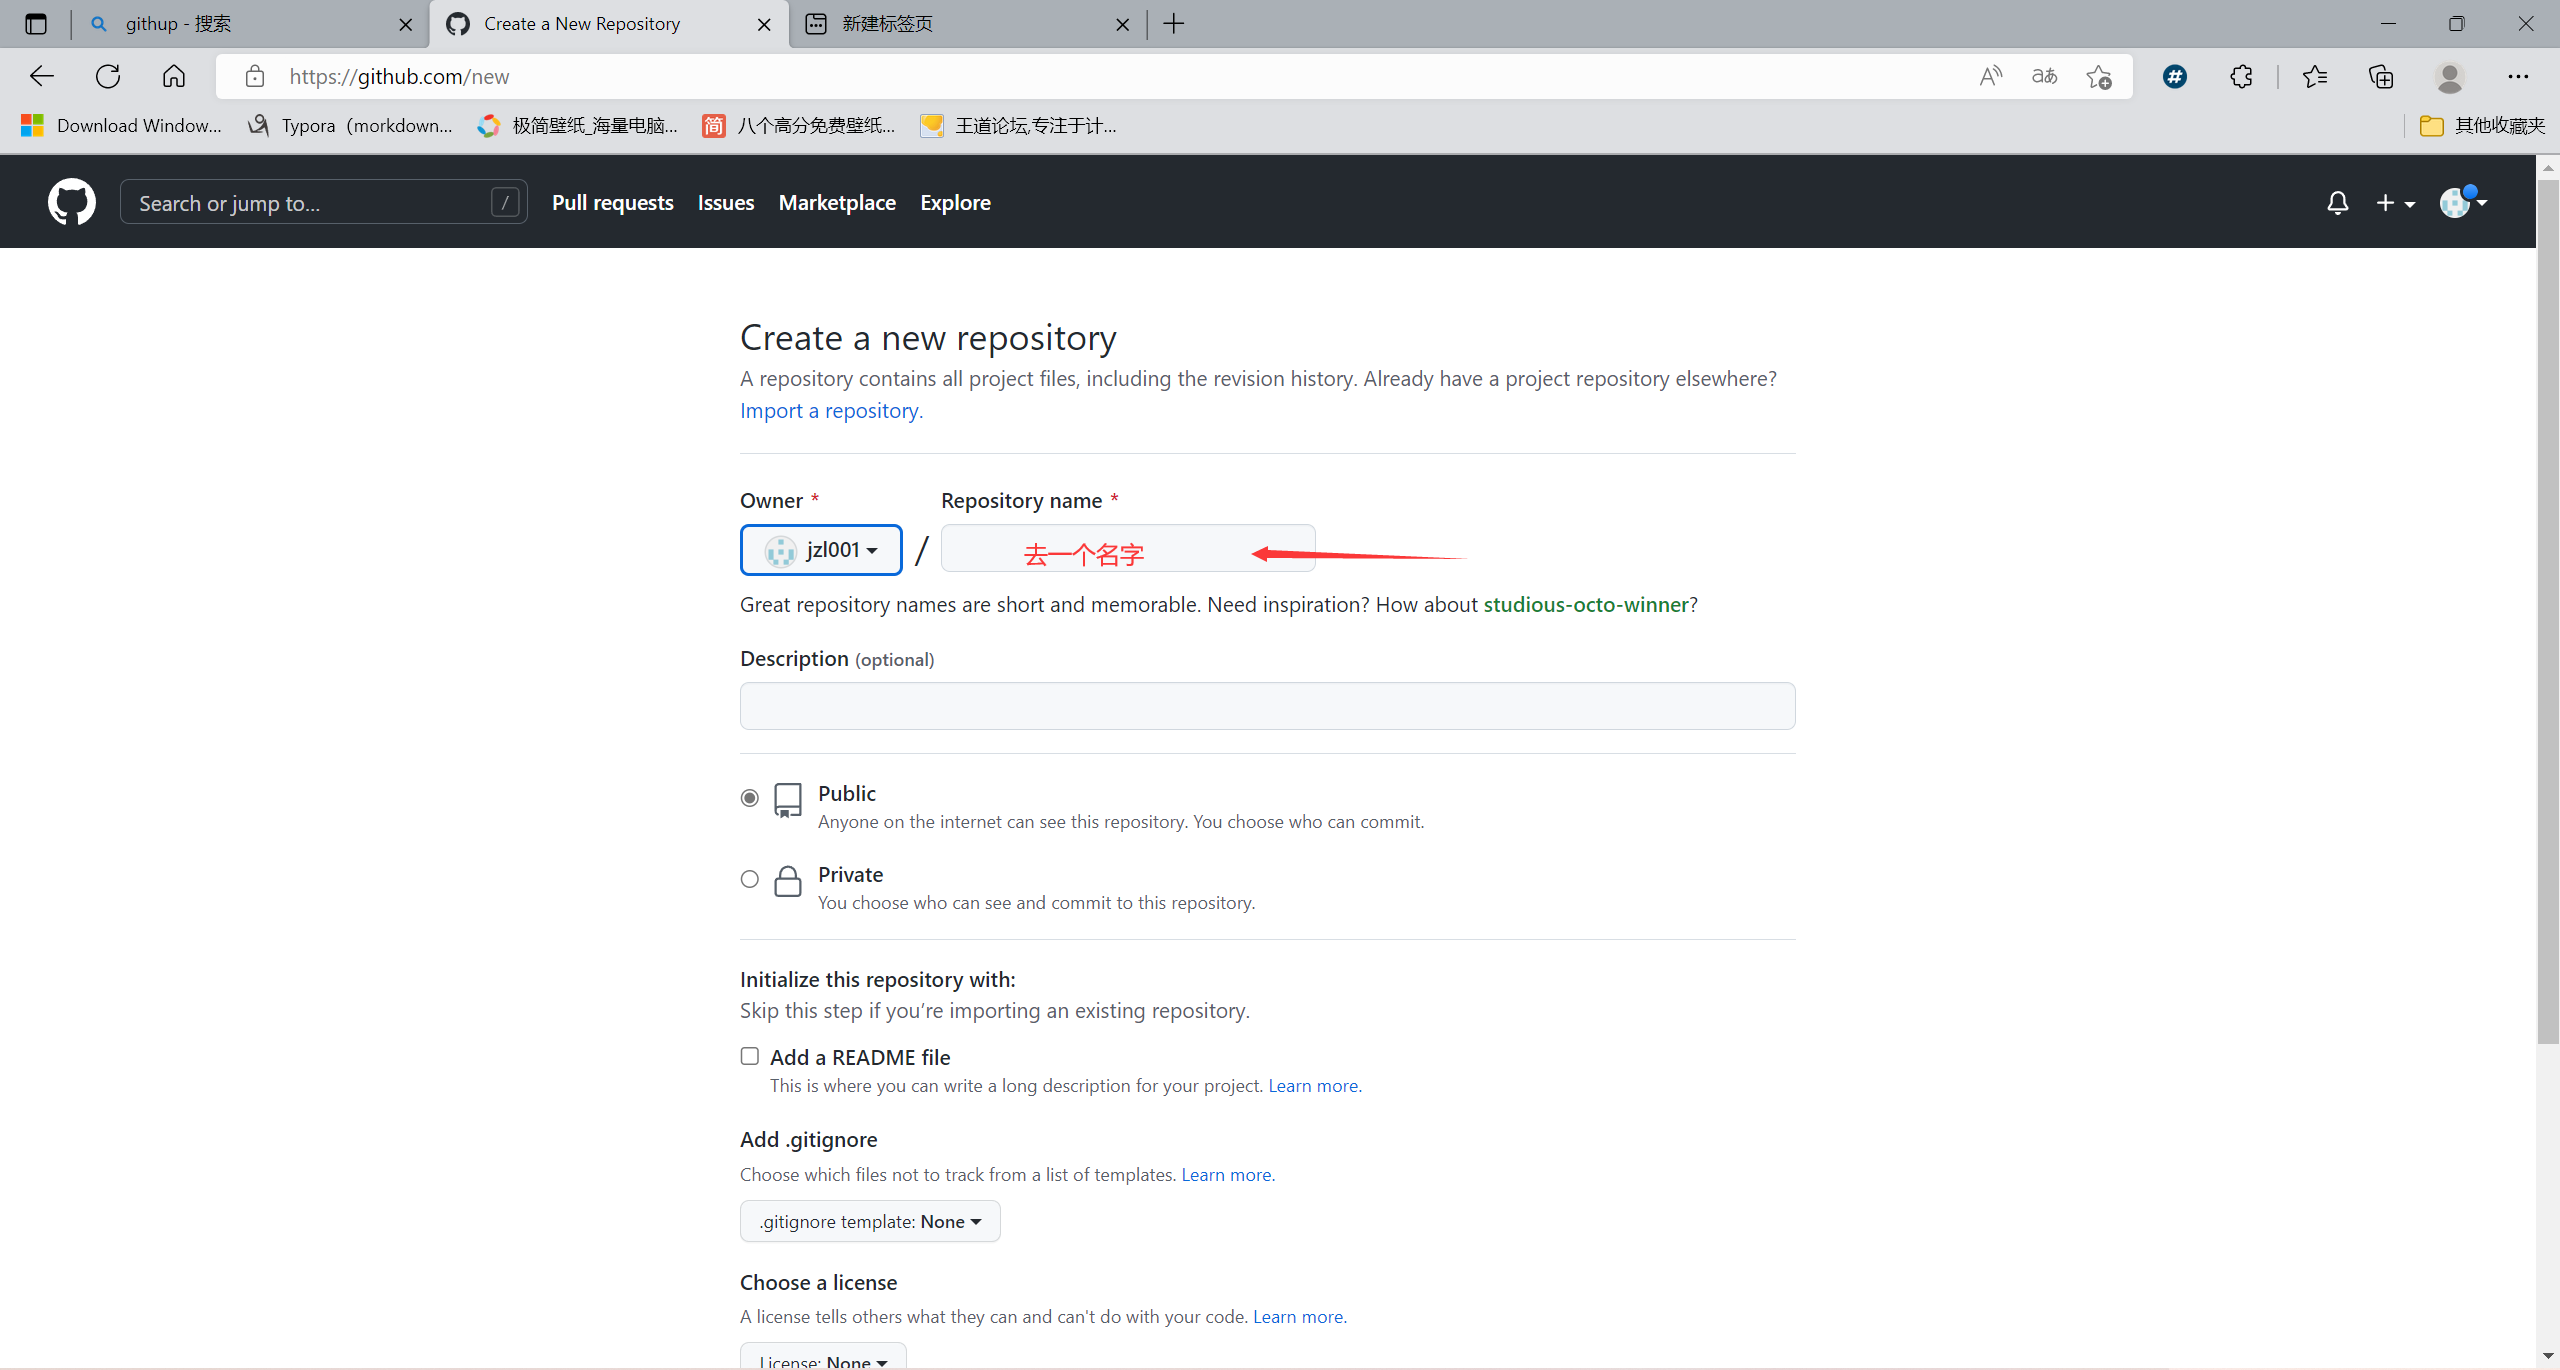 githup - 搜索
Create a New Repository
新建标签页
https://github.com/new
Download Window...
Typora（morkdown...
极简壁纸_海量电脑...
简
八个高分免费壁纸...
王道论坛,专注于计...
其他收藏夹
Search or jump to...
/
Pull requests
Issues
Marketplace
Explore
Create a new repository
A repository contains all project files, including the revision history. Already have a project repository elsewhere?
Import a repository.
Owner *
Repository name *
jzl001
/
去一个名字
Great repository names are short and memorable. Need inspiration? How about studious-octo-winner?
Description (optional)
Public
Anyone on the internet can see this repository. You choose who can commit.
Private
You choose who can see and commit to this repository.
Initialize this repository with:
Skip this step if you’re importing an existing repository.
Add a README file
This is where you can write a long description for your project. Learn more.
Add .gitignore
Choose which files not to track from a list of templates. Learn more.
.gitignore template: None
Choose a license
A license tells others what they can and can't do with your code. Learn more.
License: None